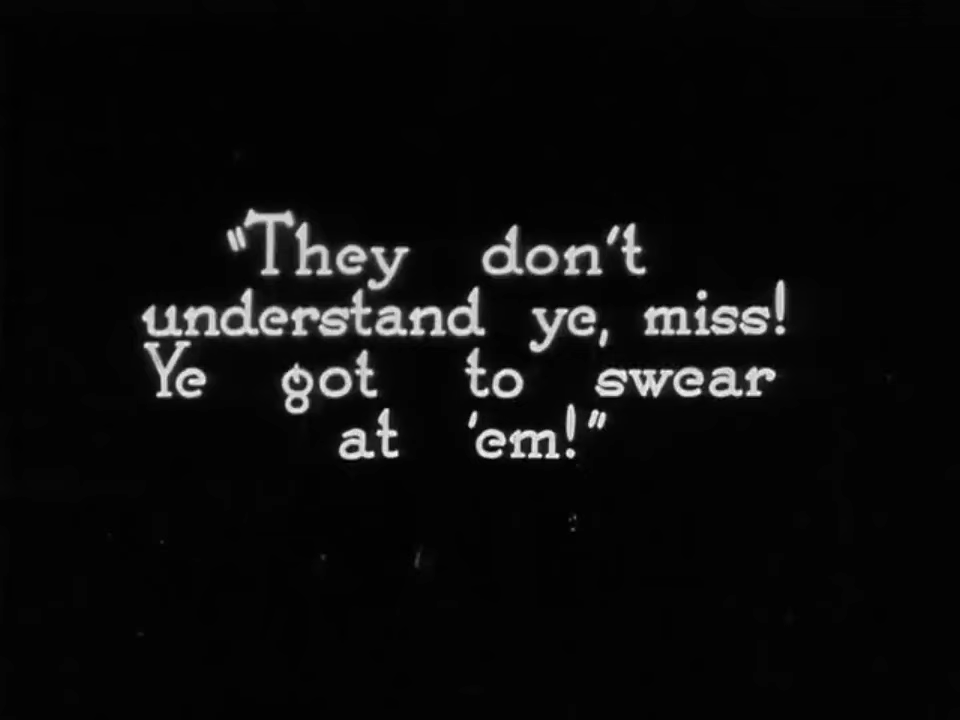 "They don't
understand ye, miss!
Ye got to swear
at 'em!"